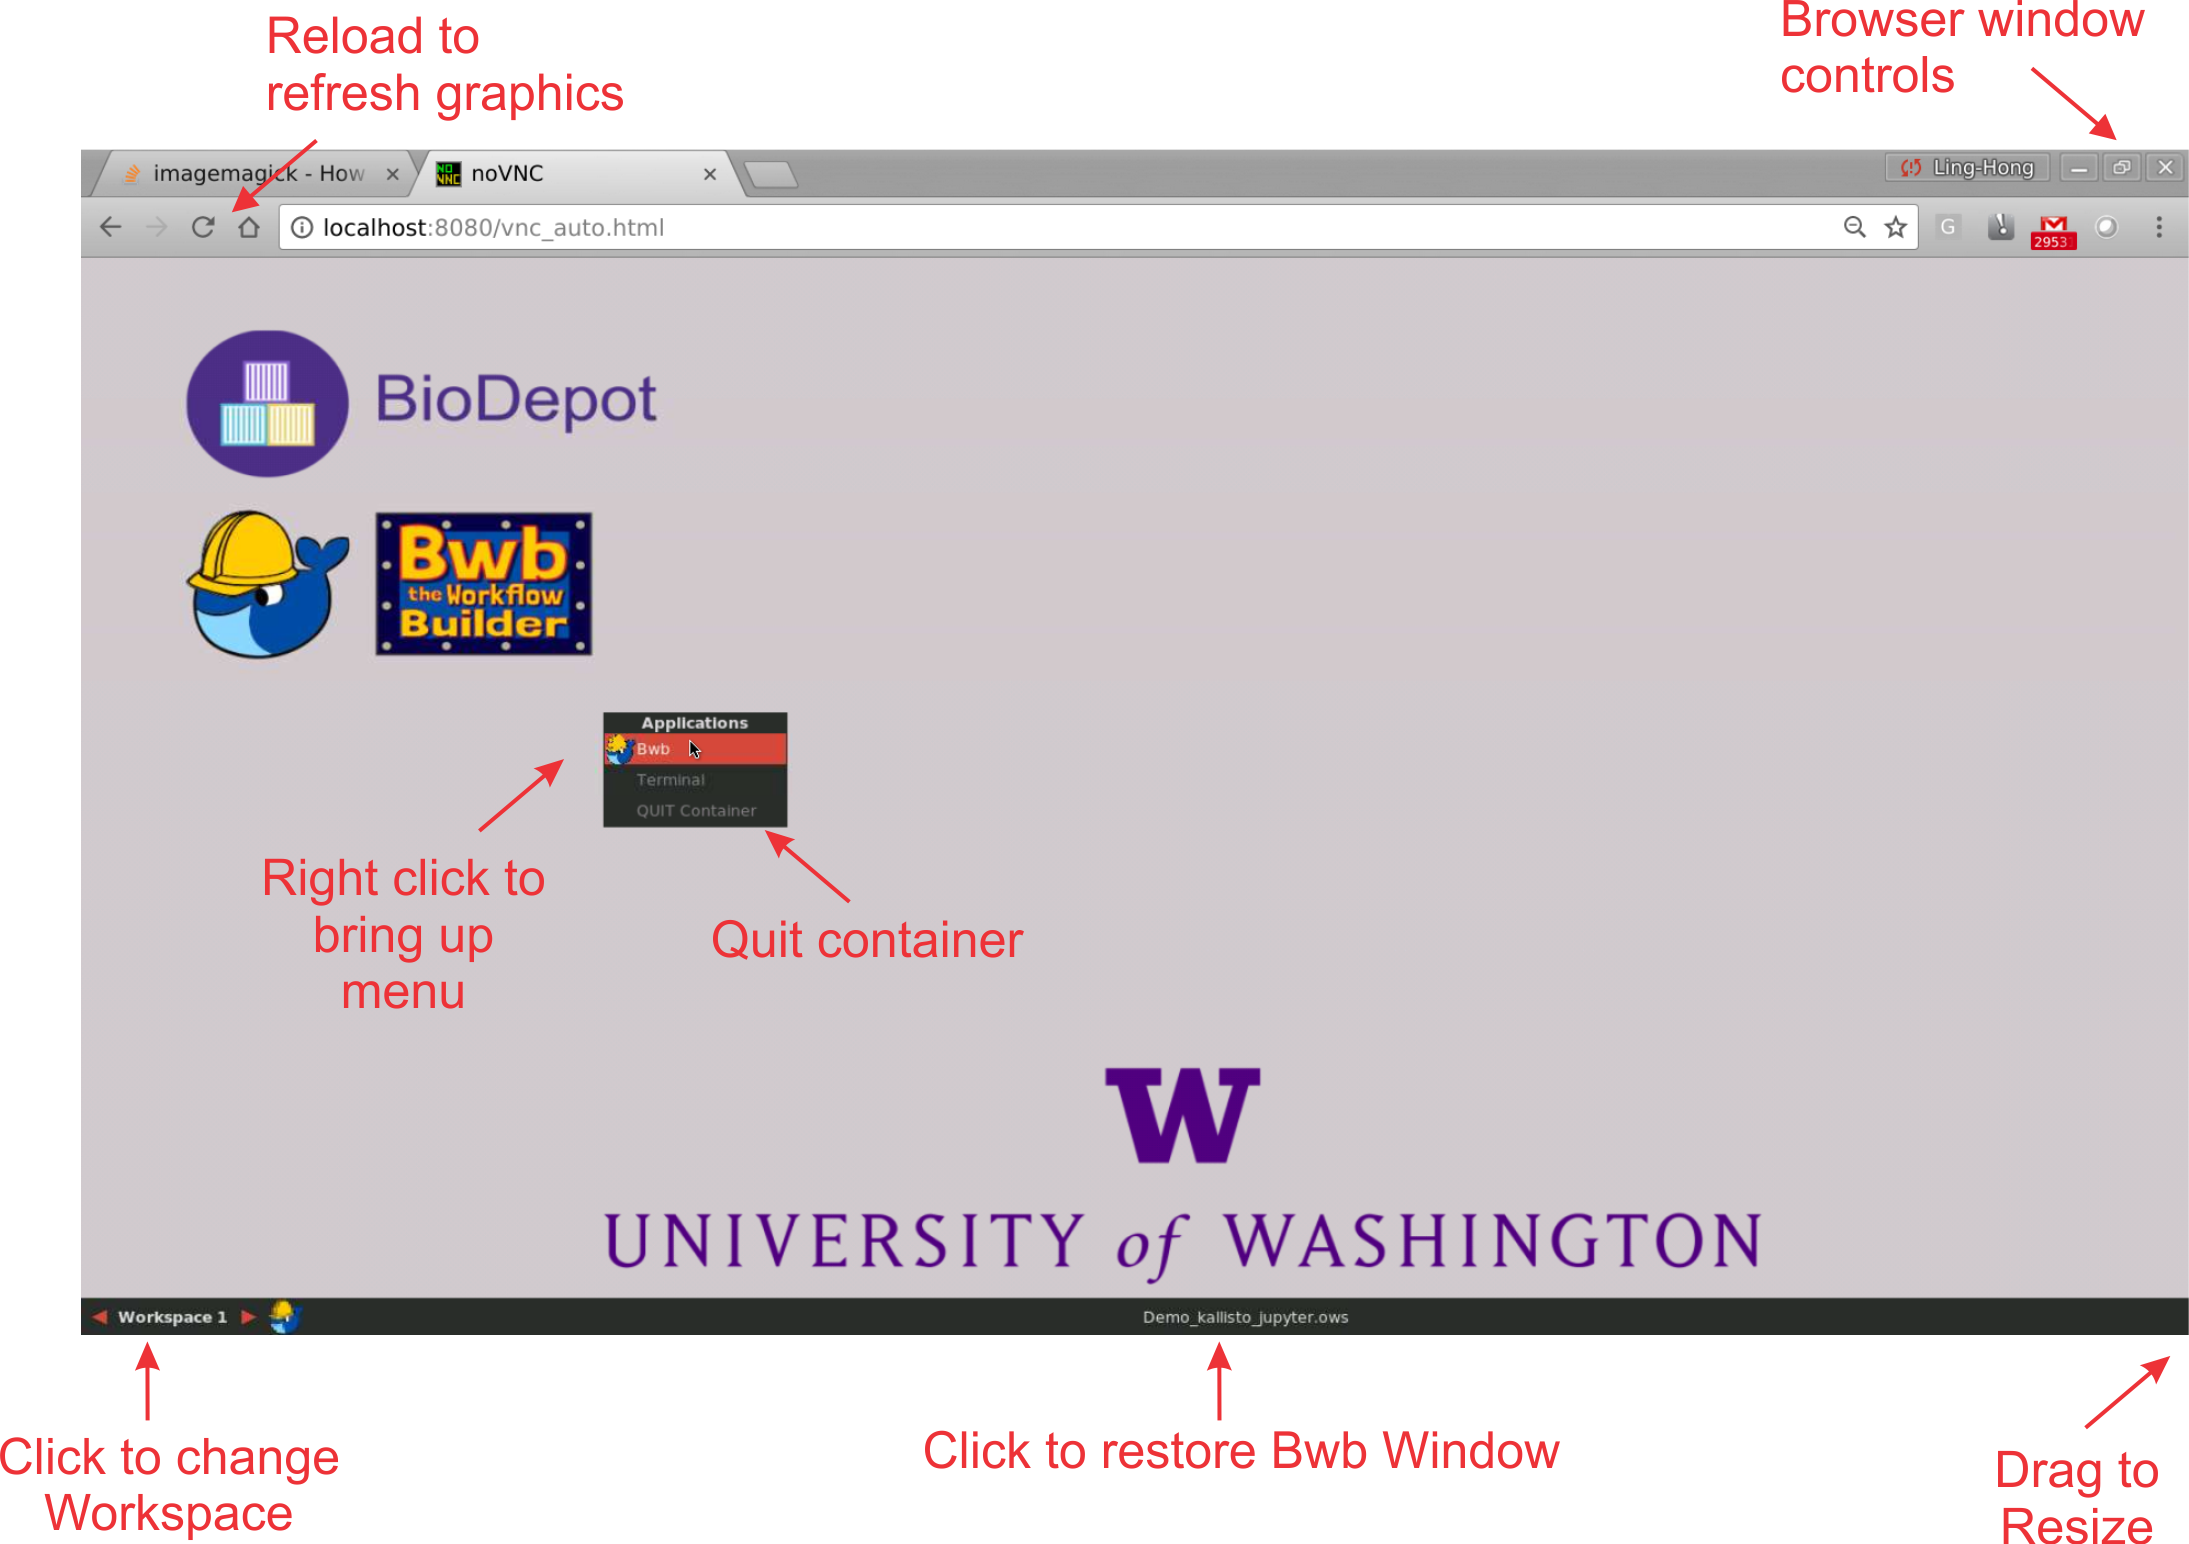 Reload to
refresh graphics
Browser window
controls
imagemagick - How
noVNC
Ling-Hong
localhost:8080/vnc_auto.html
G
2953
BioDepot
Bwb
the Workflow
Builder
Applications
Bwb
Terminal
QUIT Container
Right click to
bring up
menu
Quit container
W
UNIVERSITY of WASHINGTON
Workspace 1
Demo_kallisto_jupyter.ows
Click to change
Workspace
Click to restore Bwb Window
Drag to
Resize